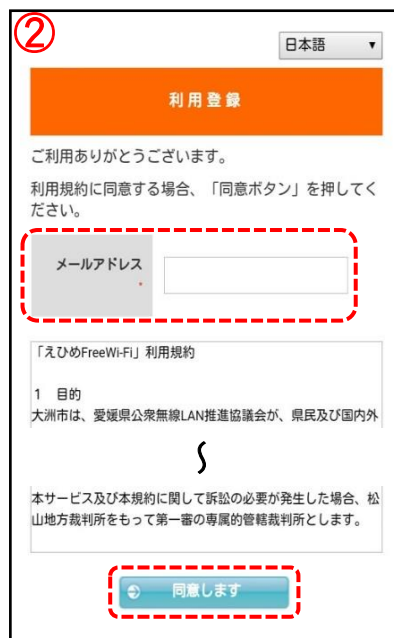 ②
日本語 ▼
利用登録
ご利用ありがとうございます。
利用規約に同意する場合、「同意ボタン」を押してく
ださい。
メールアドレス
*
「えひめFreeWi-Fi」利用規約
1　目的
大洲市は、愛媛県公衆無線LAN推進協議会が、県民及び国内外
〜
本サービス及び本規約に関して訴訟の必要が発生した場合、松
山地方裁判所をもって第一審の専属的管轄裁判所とします。
同意します